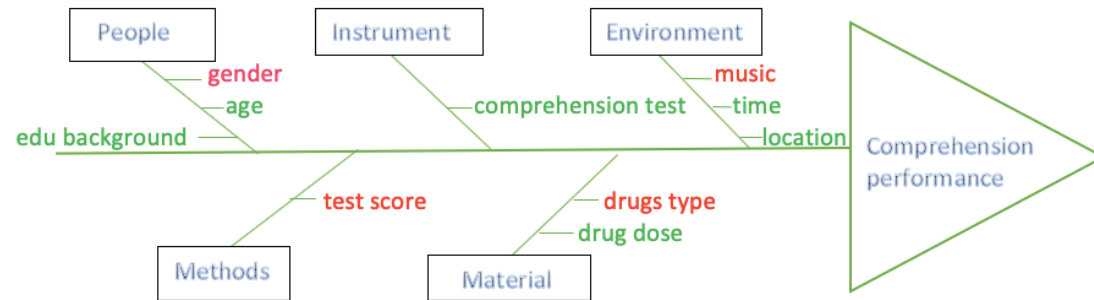 People
Instrument
Environment
gender
music
age
comprehension test
time
edu background
location
Comprehension
performance
test score
drugs type
drug dose
Methods
Material